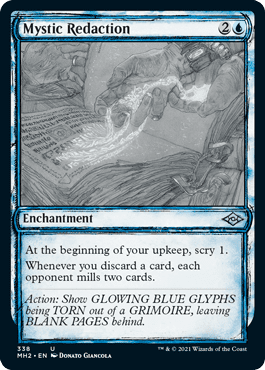 Mystic Redaction 2
Enchantment
At the beginning of your upkeep, scry 1.
Whenever you discard a card, each
opponent mills two cards.
Action: Show GLOWING BLUE GLYPHS
being TORN out of a GRIMOIRE, leaving
BLANK PAGES behind.
338 U
MH2 • EN DONATO GIANCOLA
™ & © 2021 Wizards of the Coast